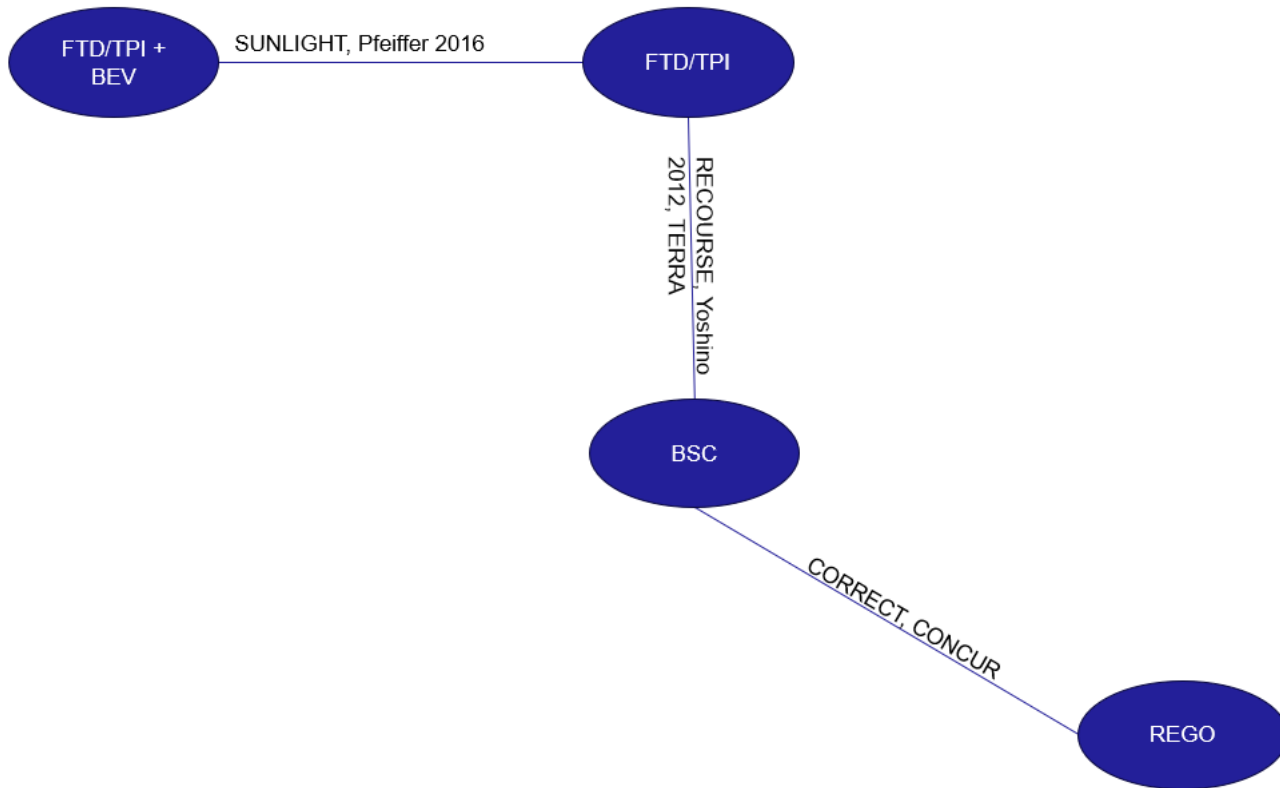 FTD/TPI +
BEV
SUNLIGHT, Pfeiffer 2016
FTD/TPI
RECOURSE, Yoshino
2012, TERRA
BSC
CORRECT, CONCUR
REGO